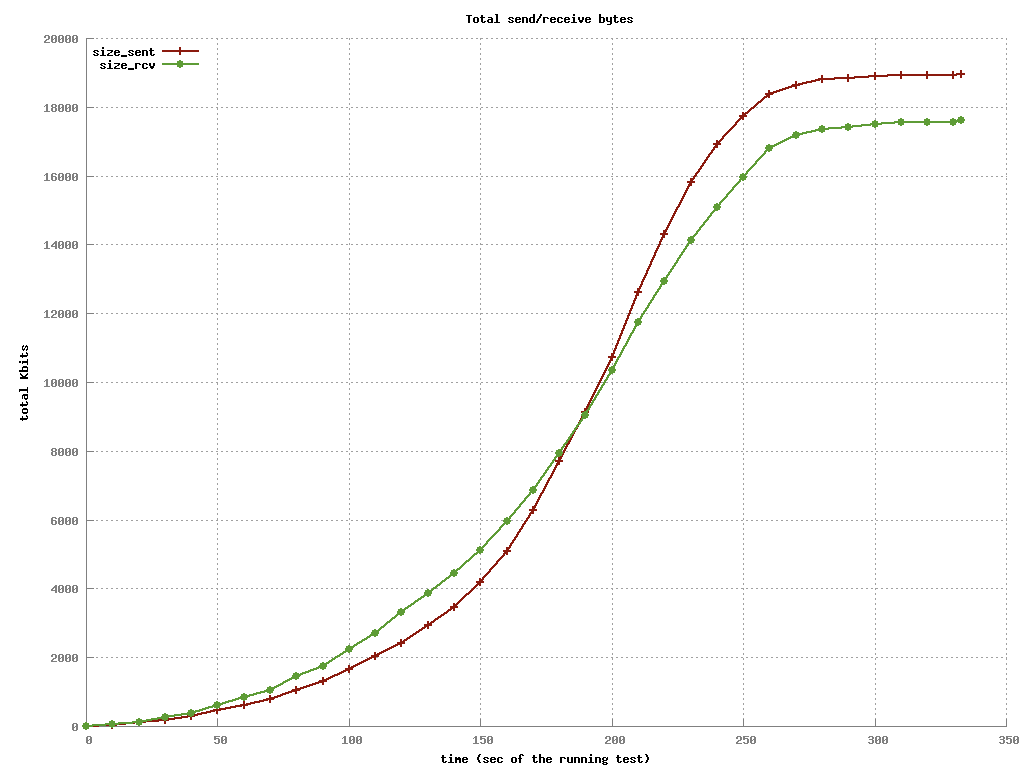 Total send/receive bytes
size_sent
size_rcv
20000
18000
16000
14000
12000
10000
8000
6000
4000
2000
0
total Kbits
0 50 100 150 200 250 300 350
time (sec of the running test)